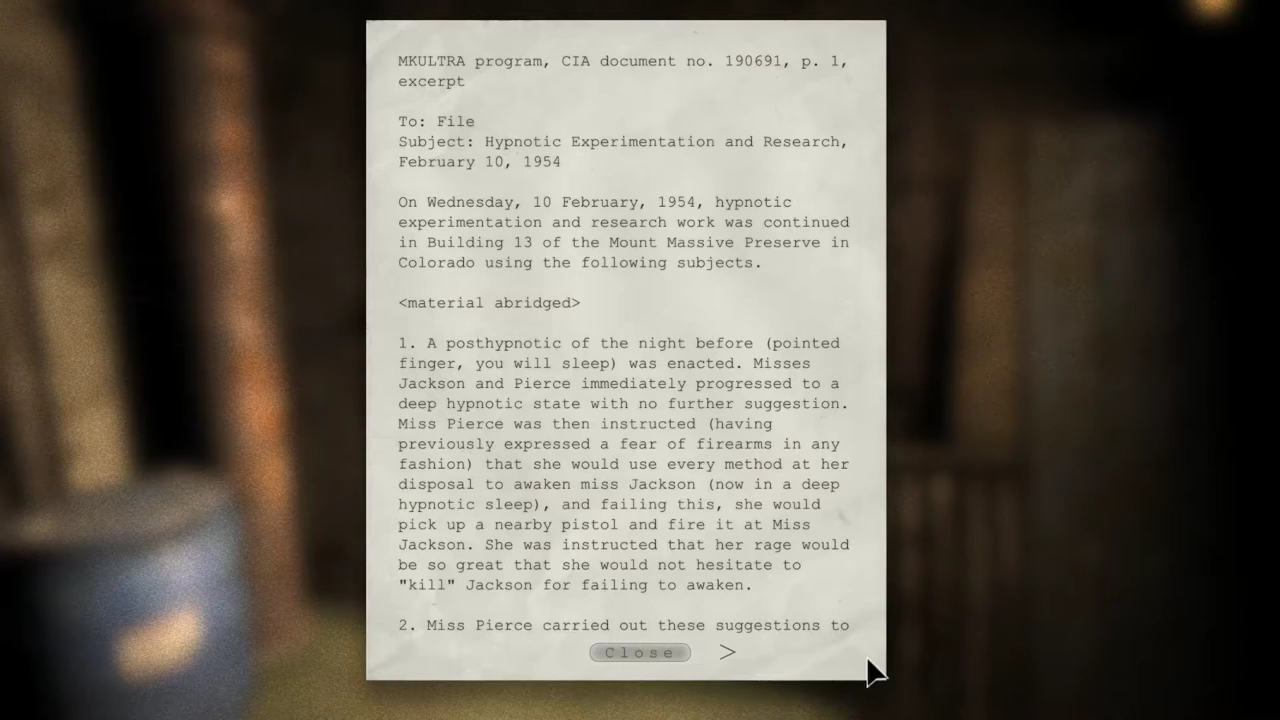 MKULTRA program, CIA document no. 190691, p. 1,
excerpt
To: File
Subject: Hypnotic Experimentation and Research,
February 10, 1954
On Wednesday, 10 February, 1954, hypnotic
experimentation and research work was continued
in Building 13 of the Mount Massive Preserve in
Colorado using the following subjects.
<material abridged>
1. A posthypnotic of the night before (pointed
finger, you will sleep) was enacted. Misses
Jackson and Pierce immediately progressed to a
deep hypnotic state with no further suggestion.
Miss Pierce was then instructed (having
previously expressed a fear of firearms in any
fashion) that she would use every method at her
disposal to awaken miss Jackson (now in a deep
hypnotic sleep), and failing this, she would
pick up a nearby pistol and fire it at Miss
Jackson. She was instructed that her rage would
be so great that she would not hesitate to
"kill" Jackson for failing to awaken.
2. Miss Pierce carried out these suggestions to
Close >